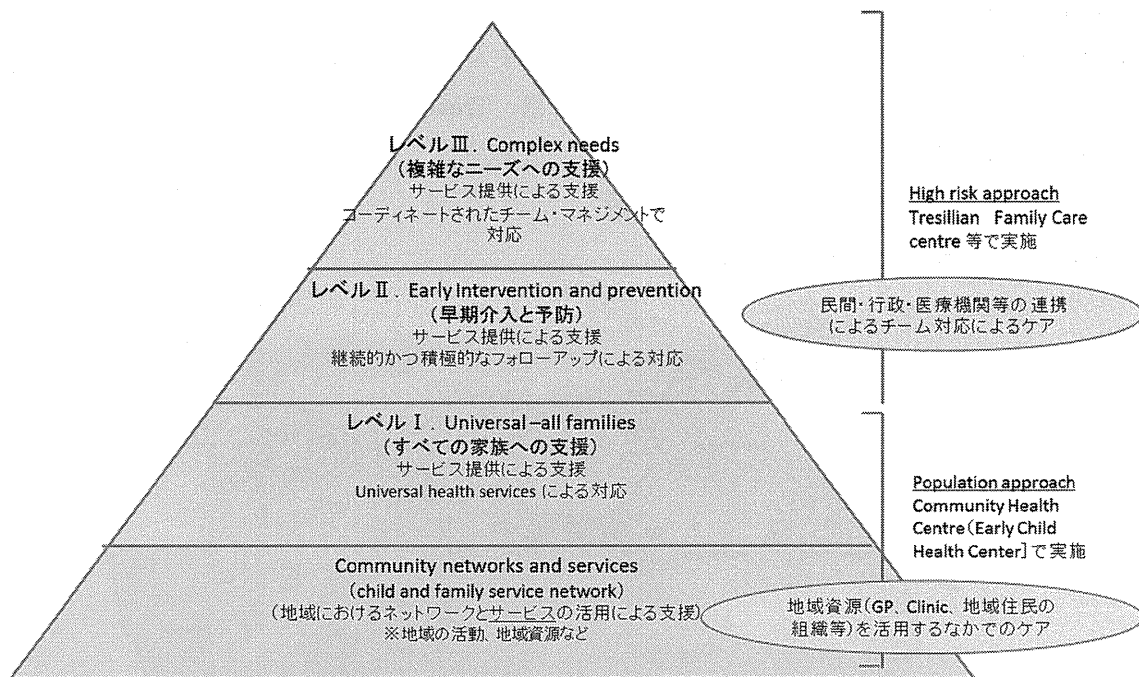 レベルⅢ. Complex needs
(複雑なニーズへの支援)
サービス提供による支援
コーディネートされたチーム・マネジメントで
対応
レベルⅡ. Early Intervention and prevention
(早期介入と予防)
サービス提供による支援
継続的かつ積極的なフォローアップによる対応
レベルⅠ. Universal–all families
(すべての家族への支援)
サービス提供による支援
Universal health services による対応
Community networks and services
(child and family service network)
(地域におけるネットワークとサービスの活用による支援)
※地域の活動、地域資源など
High risk approach
Tresillian Family Care
centre 等で実施
民間・行政・医療機関等の連携
によるチーム対応によるケア
Population approach
Community Health
Centre(Early Child
Health Center]で実施
地域資源(GP、Clinic、地域住民の
組織等)を活用するなかでのケア